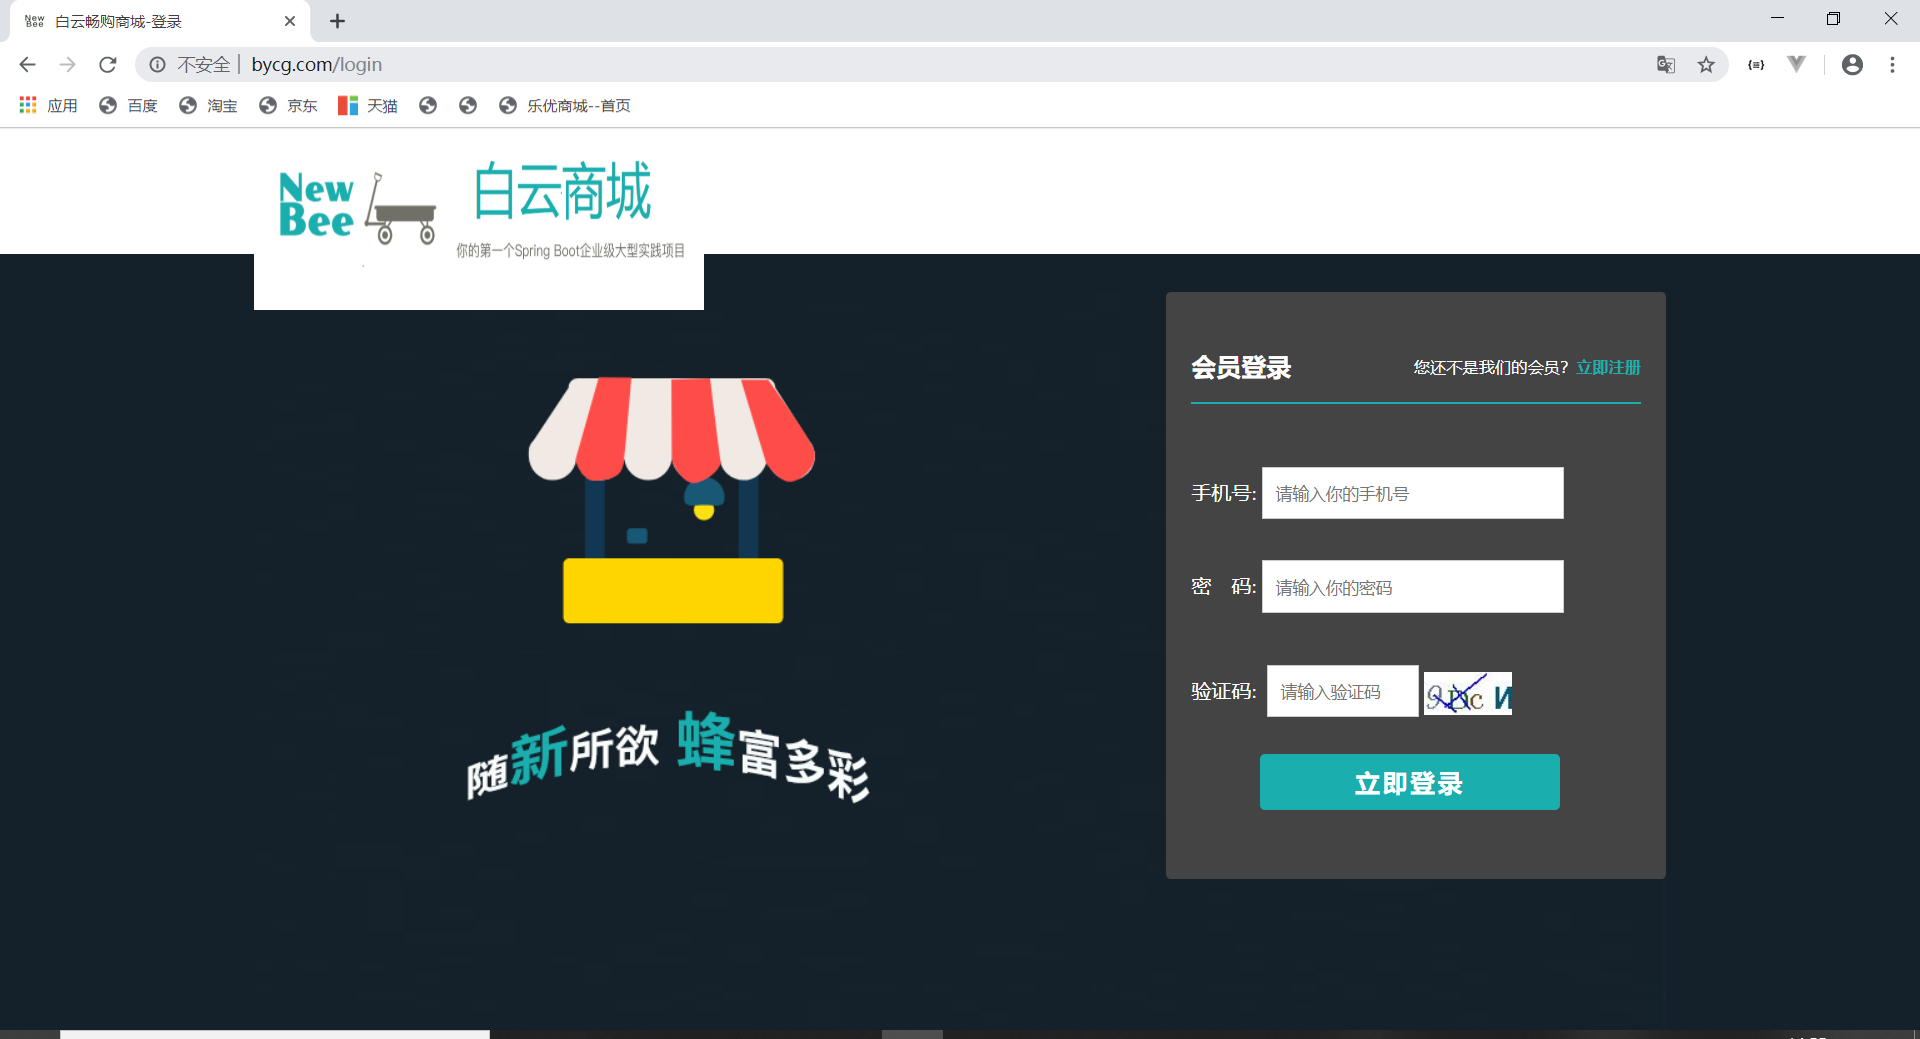 New Bee 白云畅购商城-登录
不安全 bycg.com/login
应用 百度 淘宝 京东 天猫 乐优商城--首页
New
Bee
白云商城
你的第一个Spring Boot企业级大型实践项目
会员登录 您还不是我们的会员？立即注册
手机号: 请输入你的手机号
密 码: 请输入你的密码
验证码: 请输入验证码
立即登录
随新所欲 蜂富多彩